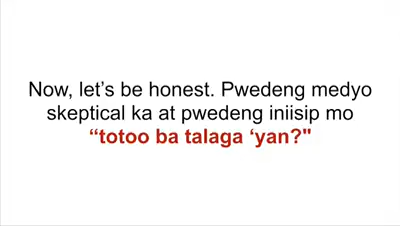 Now, let's be honest. Pwedeng medyo
skeptical ka at pwedeng iniisip mo
“totoo ba talaga ‘yan?"